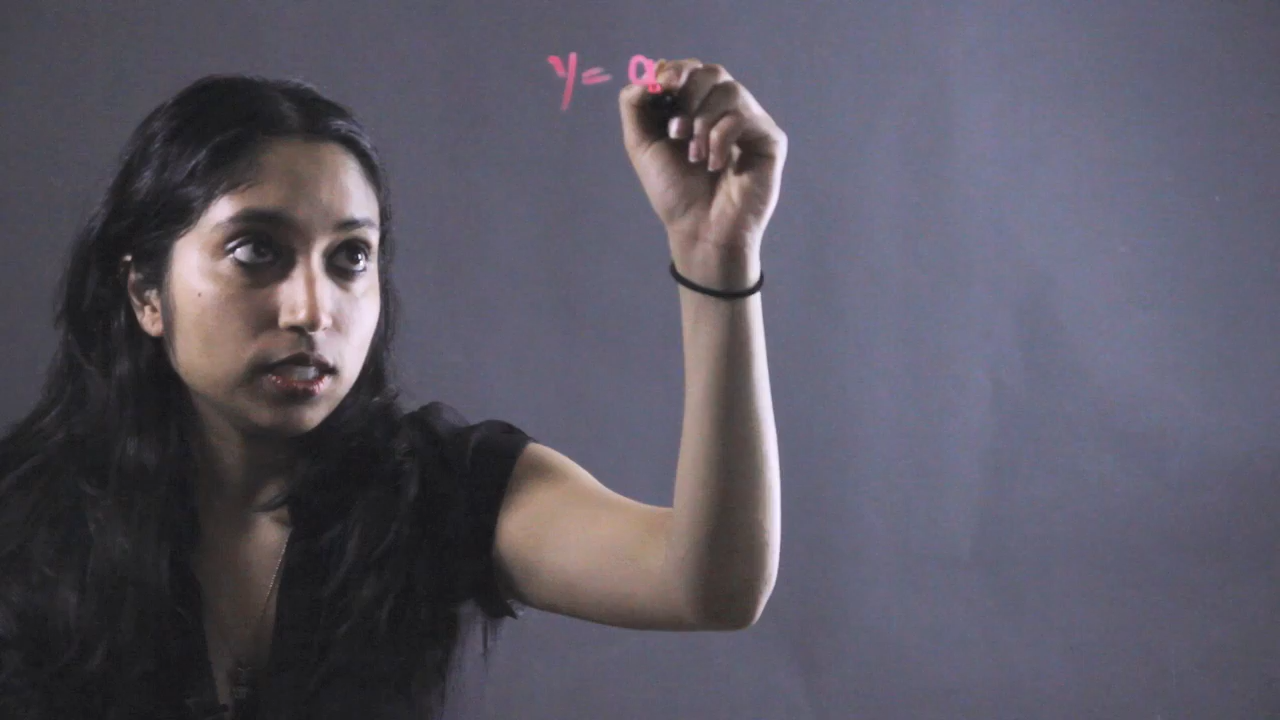 y = a